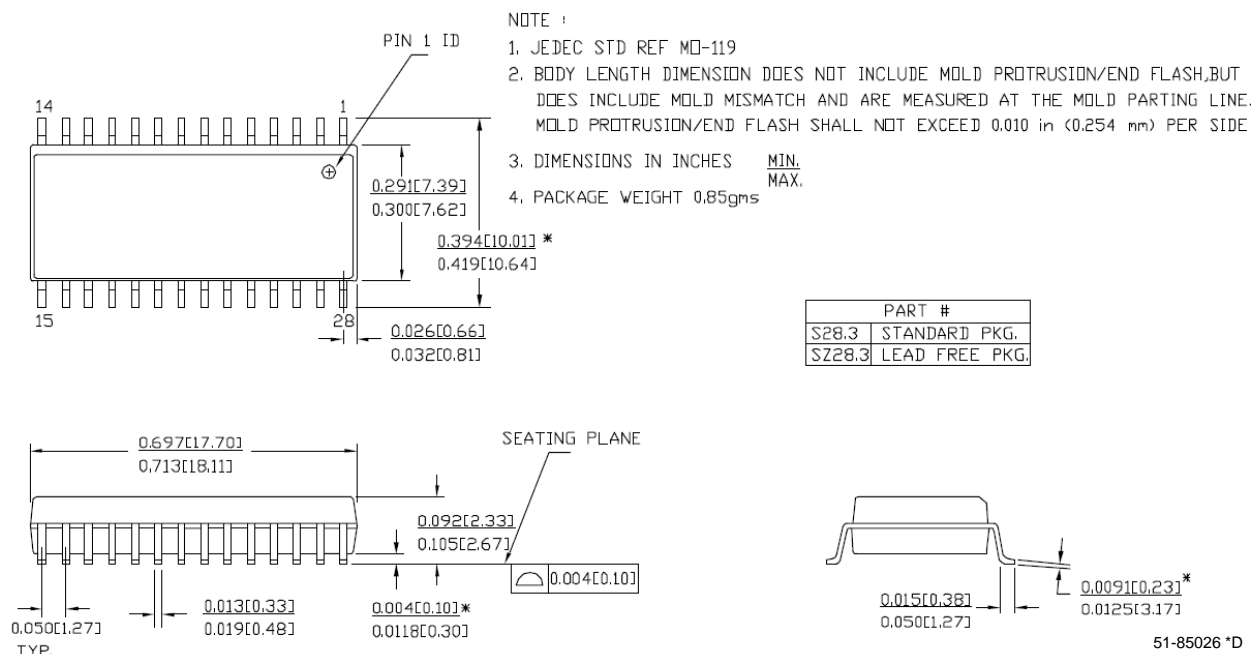 NOTE :
1. JEDEC STD REF MO-119
2. BODY LENGTH DIMENSION DOES NOT INCLUDE MOLD PROTRUSION/END FLASH,BUT
DOES INCLUDE MOLD MISMATCH AND ARE MEASURED AT THE MOLD PARTING LINE.
MOLD PROTRUSION/END FLASH SHALL NOT EXCEED 0.010 in (0.254 mm) PER SIDE
3. DIMENSIONS IN INCHES MIN.
MAX.
4. PACKAGE WEIGHT 0.85gms
PIN 1 ID
14 1
0.291[7.39]
0.300[7.62]
0.394[10.01] *
0.419[10.64]
15 28
0.026[0.66]
0.032[0.81]
PART #
S28.3 STANDARD PKG.
SZ28.3 LEAD FREE PKG.
0.697[17.70]
0.713[18.11]
SEATING PLANE
0.092[2.33]
0.105[2.67]
0.004[0.10]
0.050[1.27]
TYP.
0.013[0.33]
0.019[0.48]
0.004[0.10]*
0.0118[0.30]
0.015[0.38]
0.050[1.27]
0.0091[0.23]*
0.0125[3.17]
51-85026 *D